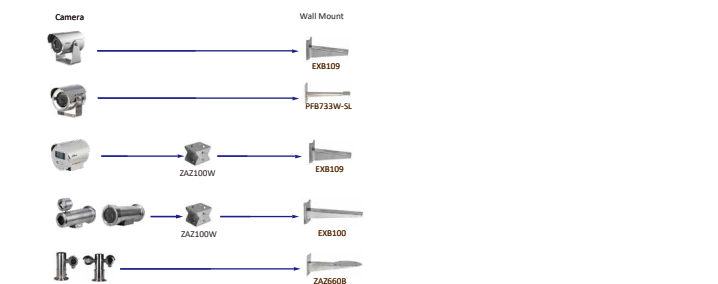 Camera
Wall Mount
EXB109
PFB733W-SL
EXB109
ZAZ100W
ZAZ100W
EXB100
ZAZ660B